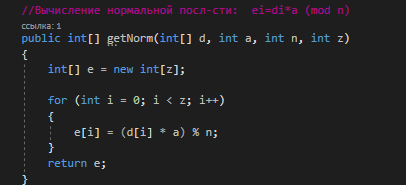 //Вычисление нормальной посл-сти:  ei=di*a (mod n)
ссылка: 1
public int[] getNorm(int[] d, int a, int n, int z)
{
    int[] e = new int[z];

    for (int i = 0; i < z; i++)
    {
        e[i] = (d[i] * a) % n;
    }
    return e;
}